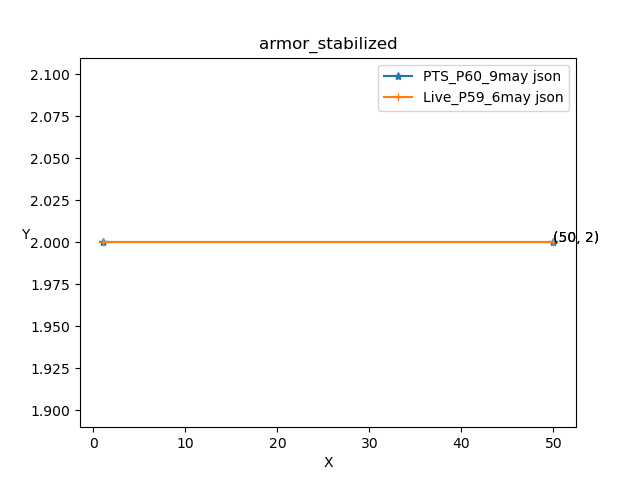 armor_stabilized
PTS_P60_9may json
Live_P59_6may json
2.100
2.075
2.050
2.025
2.000
1.975
1.950
1.925
1.900
Y
(50, 2)
0 10 20 30 40 50
X